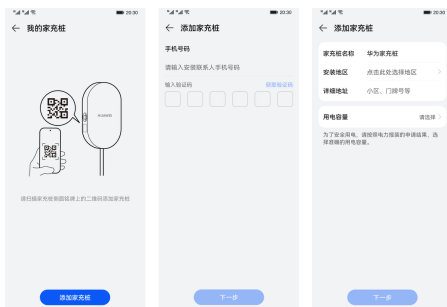 20:30
← 我的家充桩
HUAWEI
请扫描家充桩侧面铭牌上的二维码添加家充桩
添加家充桩
20:30
← 添加家充桩
手机号码
请输入安装联系人手机号码
输入验证码 获取验证码
下一步
20:30
← 添加家充桩
家充桩名称 华为家充桩
安装地区 点击此处选择地区
详细地址 小区、门牌号等
用电容量 请选择
为了安全用电，请按照电力报装的申请结果，选
择准确的用电容量。
下一步